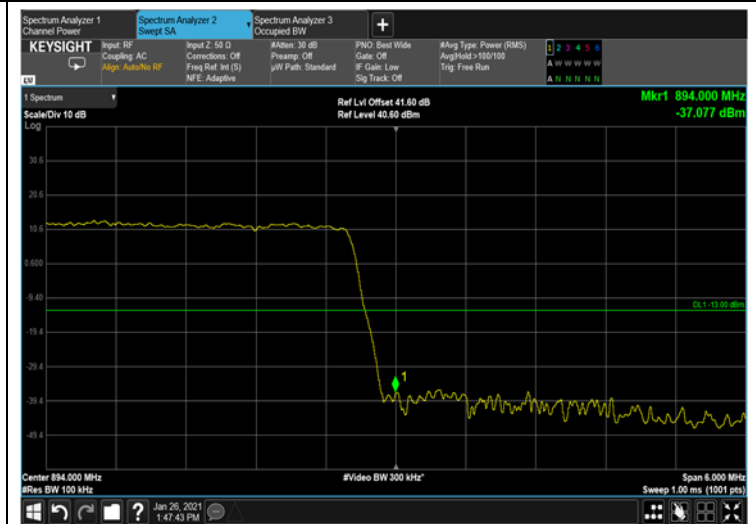 Spectrum Analyzer 1
Channel Power
Spectrum Analyzer 2
Swept SA
Spectrum Analyzer 3
Occupied BW
+
KEYSIGHT
Input: RF
Coupling: AC
Align: Auto/No RF
Input Z: 50 Ω
Corrections: Off
Freq Ref: Int (S)
NFE: Adaptive
#Atten: 30 dB
Preamp: Off
µW Path: Standard
PNO: Best Wide
Gate: Off
IF Gain: Low
Sig Track: Off
#Avg Type: Power (RMS)
Avg|Hold >100/100
Trig: Free Run
1 2 3 4 5 6
A W W W W W
A N N N N N
LXI
1 Spectrum
Scale/Div 10 dB
Log
Ref Lvl Offset 41.60 dB
Ref Level 40.60 dBm
Mkr1 894.000 MHz
-37.077 dBm
30.6
20.6
10.6
0.600
-9.40
DL1 -13.00 dBm
-19.4
-29.4
1
-39.4
-49.4
Center 894.000 MHz
#Res BW 100 kHz
#Video BW 300 kHz*
Span 6.000 MHz
Sweep 1.00 ms (1001 pts)
?
Jan 26, 2021
1:47:43 PM